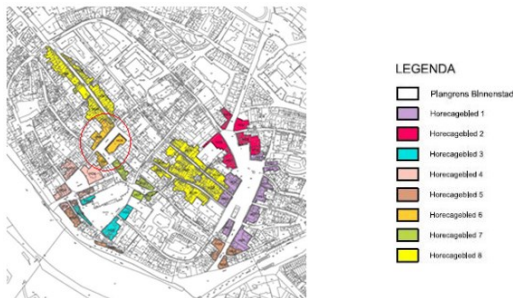 LEGENDA
Plangrens Binnenstad
Horecagebied 1
Horecagebied 2
Horecagebied 3
Horecagebied 4
Horecagebied 5
Horecagebied 6
Horecagebied 7
Horecagebied 8